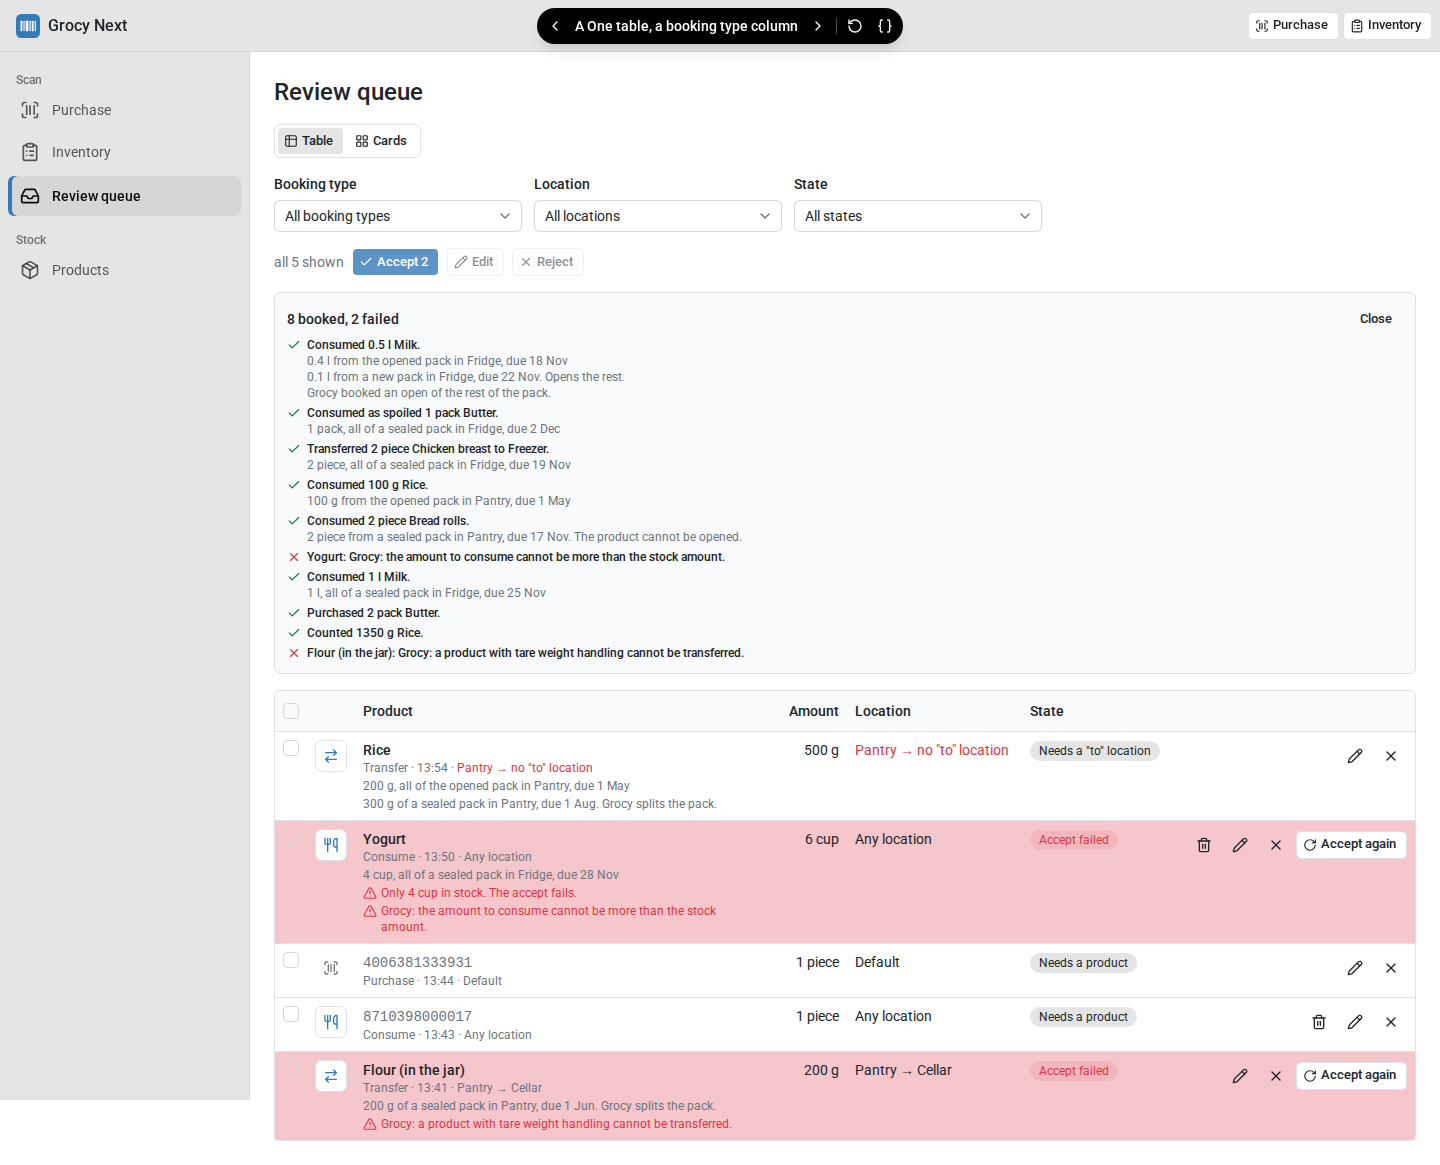 Grocy Next
A One table, a booking type column
Purchase
Inventory
Scan
Purchase
Inventory
Review queue
Stock
Products
Review queue
Table
Cards
Booking type
Location
State
All booking types
All locations
All states
all 5 shown
Accept 2
Edit
Reject
8 booked, 2 failed
Close
Consumed 0.5 l Milk.
0.4 l from the opened pack in Fridge, due 18 Nov
0.1 l from a new pack in Fridge, due 22 Nov. Opens the rest.
Grocy booked an open of the rest of the pack.
Consumed as spoiled 1 pack Butter.
1 pack, all of a sealed pack in Fridge, due 2 Dec
Transferred 2 piece Chicken breast to Freezer.
2 piece, all of a sealed pack in Fridge, due 19 Nov
Consumed 100 g Rice.
100 g from the opened pack in Pantry, due 1 May
Consumed 2 piece Bread rolls.
2 piece from a sealed pack in Pantry, due 17 Nov. The product cannot be opened.
Yogurt: Grocy: the amount to consume cannot be more than the stock amount.
Consumed 1 l Milk.
1 l, all of a sealed pack in Fridge, due 25 Nov
Purchased 2 pack Butter.
Counted 1350 g Rice.
Flour (in the jar): Grocy: a product with tare weight handling cannot be transferred.
Product Amount Location State
Rice 500 g Pantry → no "to" location Needs a "to" location
Transfer · 13:54 · Pantry → no "to" location
200 g, all of the opened pack in Pantry, due 1 May
300 g of a sealed pack in Pantry, due 1 Aug. Grocy splits the pack.
Yogurt 6 cup Any location Accept failed Accept again
Consume · 13:50 · Any location
4 cup, all of a sealed pack in Fridge, due 28 Nov
Only 4 cup in stock. The accept fails.
Grocy: the amount to consume cannot be more than the stock
amount.
4006381333931 1 piece Default Needs a product
Purchase · 13:44 · Default
8710398000017 1 piece Any location Needs a product
Consume · 13:43 · Any location
Flour (in the jar) 200 g Pantry → Cellar Accept failed Accept again
Transfer · 13:41 · Pantry → Cellar
200 g of a sealed pack in Pantry, due 1 Jun. Grocy splits the pack.
Grocy: a product with tare weight handling cannot be transferred.